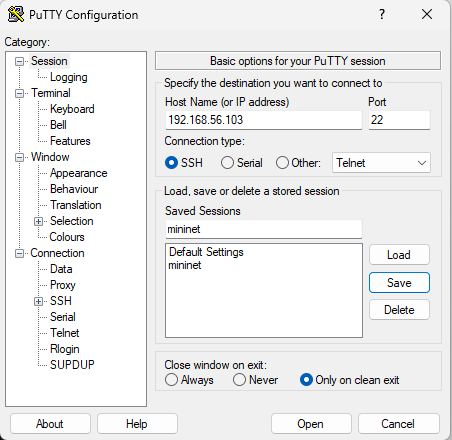 PuTTY Configuration
?
Category:
Session
Logging
Terminal
Keyboard
Bell
Features
Window
Appearance
Behaviour
Translation
Selection
Colours
Connection
Data
Proxy
SSH
Serial
Telnet
Rlogin
SUPDUP
Basic options for your PuTTY session
Specify the destination you want to connect to
Host Name (or IP address) Port
192.168.56.103 22
Connection type:
SSH Serial Other: Telnet
Load, save or delete a stored session
Saved Sessions
mininet
Default Settings
mininet
Load
Save
Delete
Close window on exit:
Always Never Only on clean exit
About Help Open Cancel